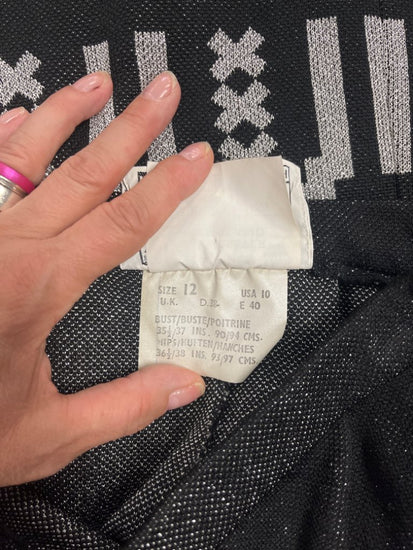 SIZE 12 USA 10
U.K. D 38 E 40
BUST/BUSTE/POITRINE
35½/37 INS. 90/94 CMS.
HIPS/HUFTEN/HANCHES
36½/38 INS. 93/97 CMS.